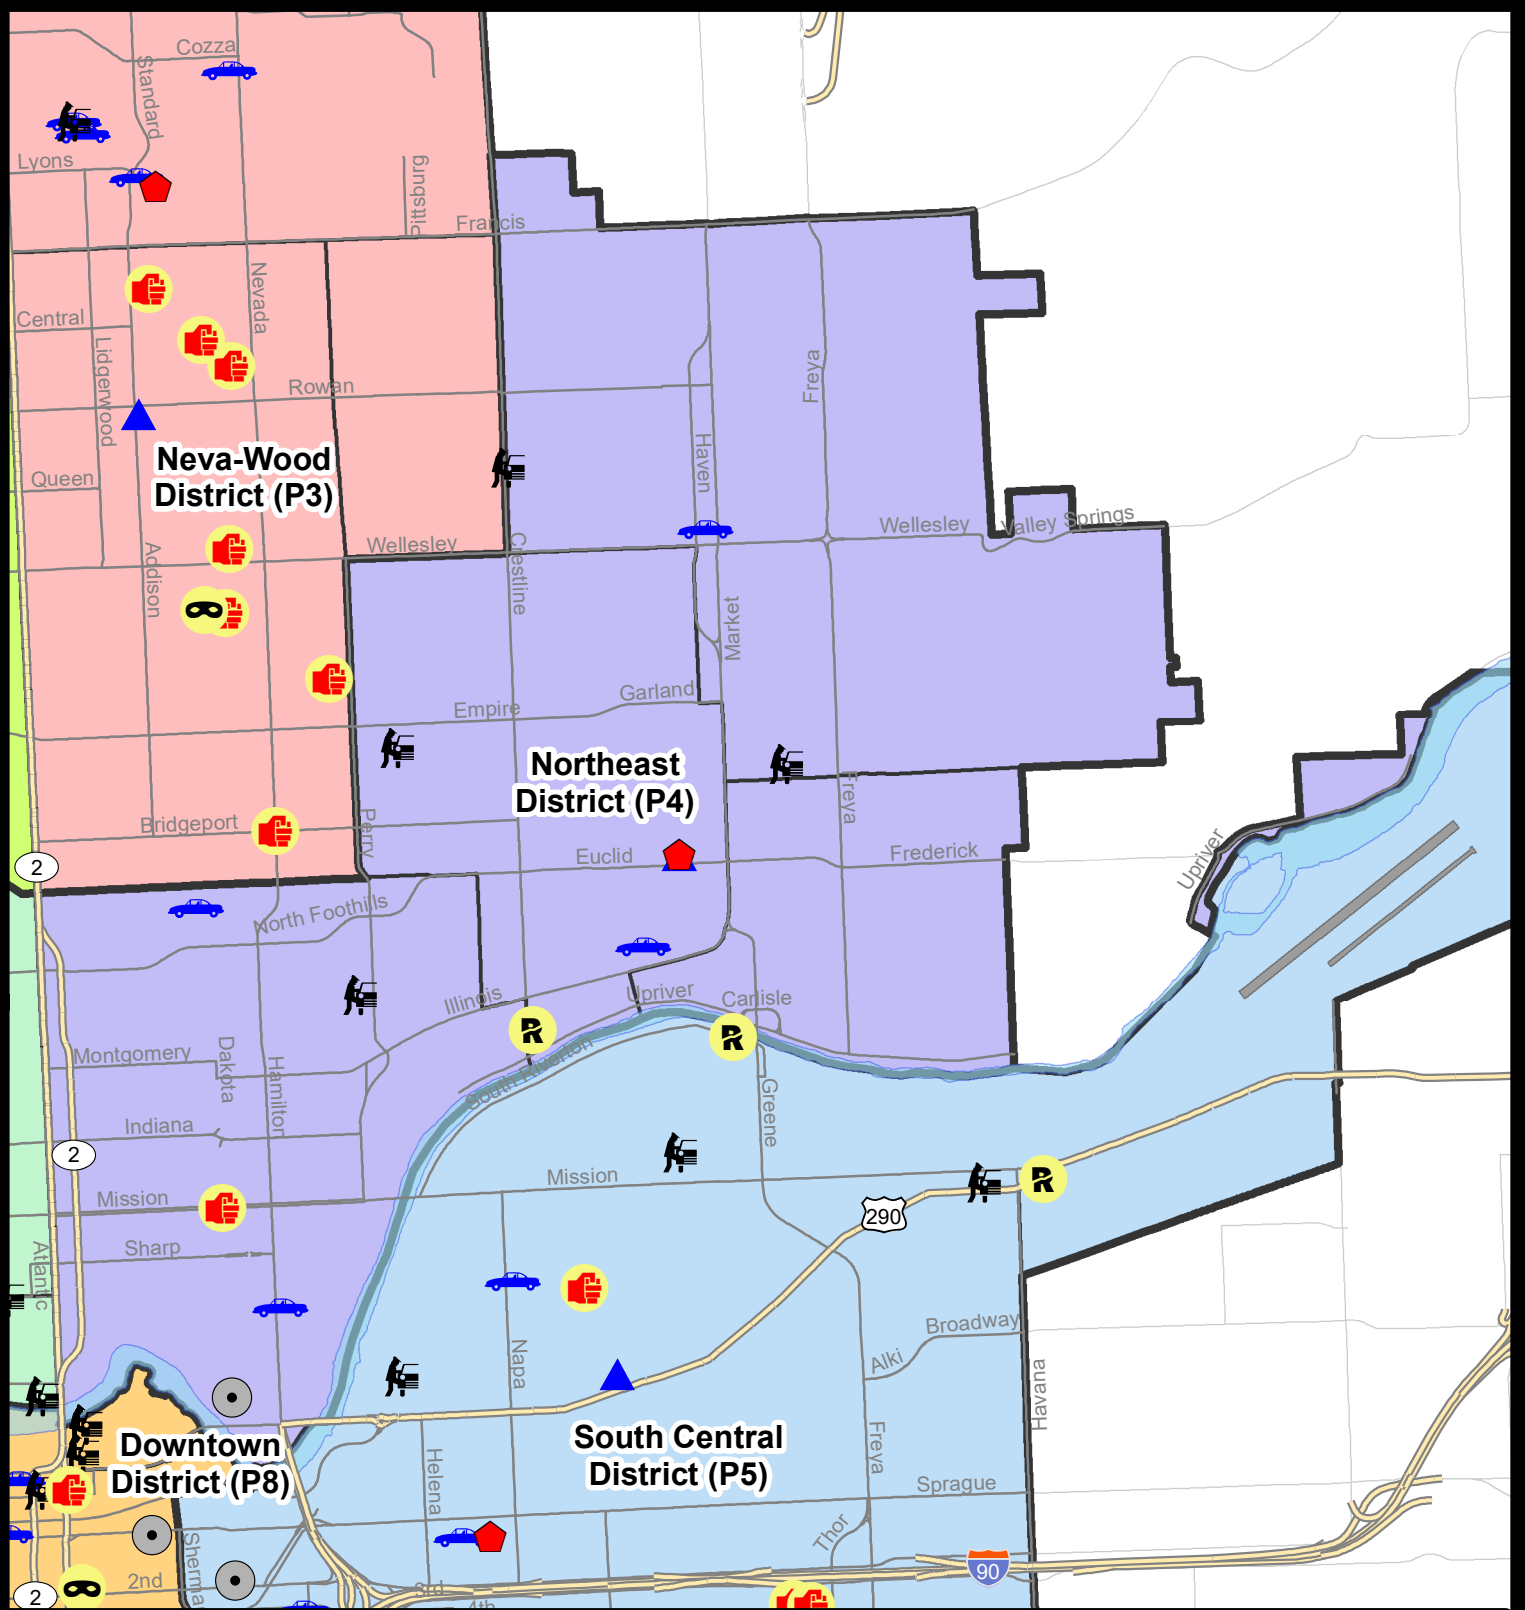 Cozza
Standard
Lyons
Pittsburg
Francis
Nevada
Central
Lidgerwood
Rowan
Freya
Haven
Neva-Wood
District (P3)
Queen
Wellesley
Valley Springs
Wellesley
Crestline
Addison
Market
Garland
Empire
Northeast
District (P4)
Freya
Bridgeport
Perry
Euclid
Frederick
Upriver
2
North Foothills
Illinois
Upriver
Carlisle
R
R
Montgomery
Dakota
Hamilton
South Riverton
Greene
Indiana
2
Mission
Mission
R
290
Sharp
Atlantic
Broadway
Alki
Napa
Havana
Downtown
District (P8)
South Central
District (P5)
Helena
Freya
Sprague
Thor
Sherman
90
2nd
3rd
4th
2